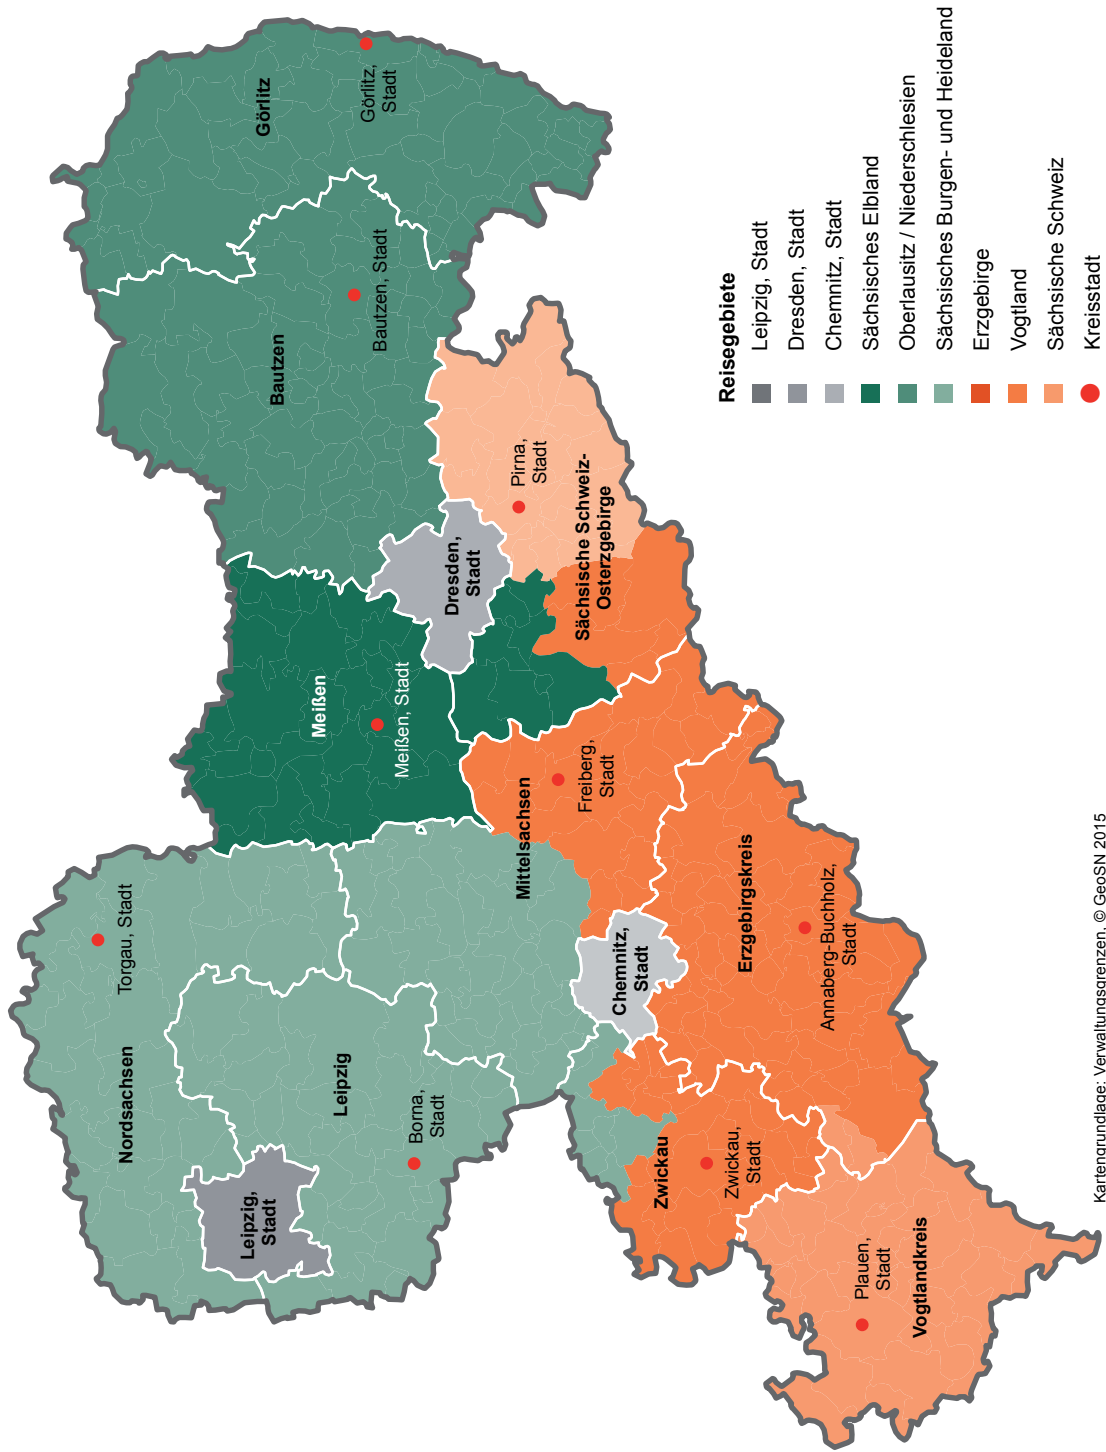 Torgau, Stadt
Nordsachsen
Leipzig,
Stadt
Leipzig
Borna,
Stadt
Meißen
Meißen, Stadt
Bautzen
Bautzen, Stadt
Görlitz
Görlitz,
Stadt
Dresden,
Stadt
Pirna,
Stadt
Sächsische Schweiz-
Osterzgebirge
Mittelsachsen
Freiberg,
Stadt
Chemnitz,
Stadt
Erzgebirgskreis
Annaberg-Buchholz,
Stadt
Zwickau
Zwickau,
Stadt
Plauen,
Stadt
Vogtlandkreis
Reisegebiete
Leipzig, Stadt
Dresden, Stadt
Chemnitz, Stadt
Sächsisches Elbland
Oberlausitz / Niederschlesien
Sächsisches Burgen- und Heideland
Erzgebirge
Vogtland
Sächsische Schweiz
Kreisstadt
Kartengrundlage: Verwaltungsgrenzen, © GeoSN 2015